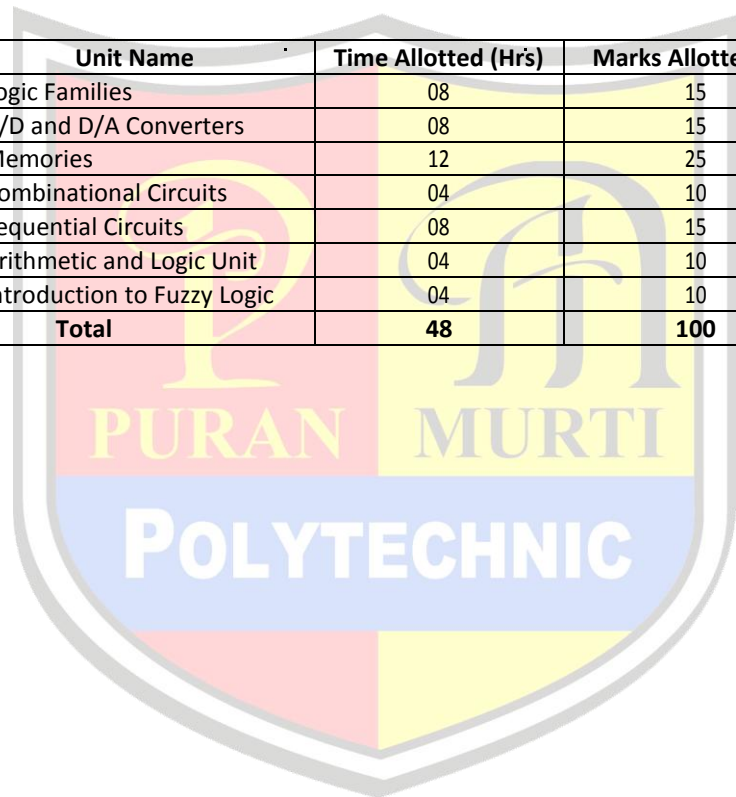 Unit Name Time Allotted (Hrs) Marks Allotte
ogic Families 08 15
/D and D/A Converters 08 15
Memories 12 25
ombinational Circuits 04 10
equential Circuits 08 15
rithmetic and Logic Unit 04 10
ntroduction to Fuzzy Logic 04 10
Total 48 100
PURAN MURTI
POLYTECHNIC